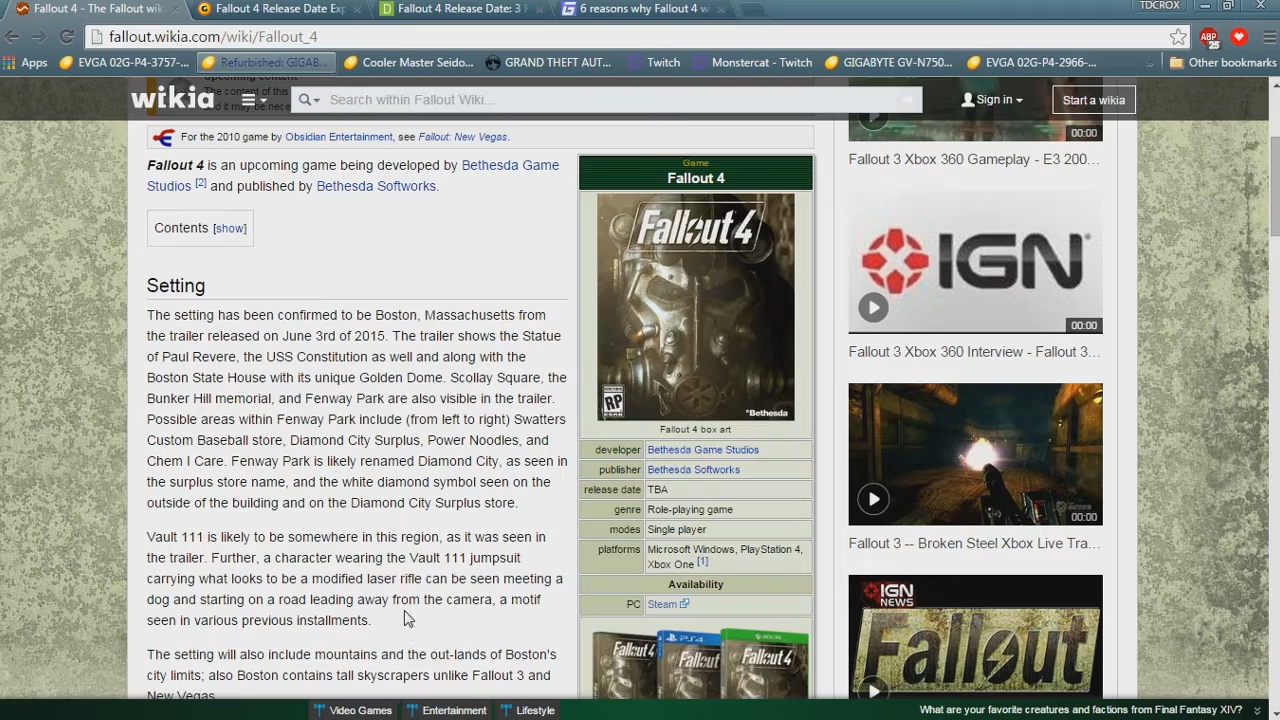 TDCROX
Fallout 4 - The Fallout wik
Fallout 4 Release Date Exp
Fallout 4 Release Date: 3 F
6 reasons why Fallout 4 w
fallout.wikia.com/wiki/Fallout_4
ABP
25
Apps
EVGA 02G-P4-3757-...
Refurbished: GIGAB...
Cooler Master Seido...
GRAND THEFT AUT...
Twitch
Monstercat - Twitch
GIGABYTE GV-N750...
EVGA 02G-P4-2966-...
»
Other bookmarks
wikia
Search within Fallout Wiki...
Sign in
Start a wikia
For the 2010 game by Obsidian Entertainment, see Fallout: New Vegas.
Fallout 4 is an upcoming game being developed by Bethesda Game
Studios [2] and published by Bethesda Softworks.
Contents [show]
Setting
The setting has been confirmed to be Boston, Massachusetts from
the trailer released on June 3rd of 2015. The trailer shows the Statue
of Paul Revere, the USS Constitution as well and along with the
Boston State House with its unique Golden Dome. Scollay Square, the
Bunker Hill memorial, and Fenway Park are also visible in the trailer.
Possible areas within Fenway Park include (from left to right) Swatters
Custom Baseball store, Diamond City Surplus, Power Noodles, and
Chem I Care. Fenway Park is likely renamed Diamond City, as seen in
the surplus store name, and the white diamond symbol seen on the
outside of the building and on the Diamond City Surplus store.
Vault 111 is likely to be somewhere in this region, as it was seen in
the trailer. Further, a character wearing the Vault 111 jumpsuit
carrying what looks to be a modified laser rifle can be seen meeting a
dog and starting on a road leading away from the camera, a motif
seen in various previous installments.
The setting will also include mountains and the out-lands of Boston's
city limits; also Boston contains tall skyscrapers unlike Fallout 3 and
New Vegas.
Game
Fallout 4
Fallout 4
RP
Bethesda
Fallout 4 box art
developer Bethesda Game Studios
publisher Bethesda Softworks
release date TBA
genre Role-playing game
modes Single player
platforms Microsoft Windows, PlayStation 4,
Xbox One [1]
Availability
PC Steam
Fallout 4
PS4
Fallout 4
XBOX ONE
Fallout 4
00:00
Fallout 3 Xbox 360 Gameplay - E3 200...
IGN
00:00
Fallout 3 Xbox 360 Interview - Fallout 3...
00:00
Fallout 3 -- Broken Steel Xbox Live Tra...
IGN
NEWS
Fallout
Video Games
Entertainment
Lifestyle
What are your favorite creatures and factions from Final Fantasy XIV?